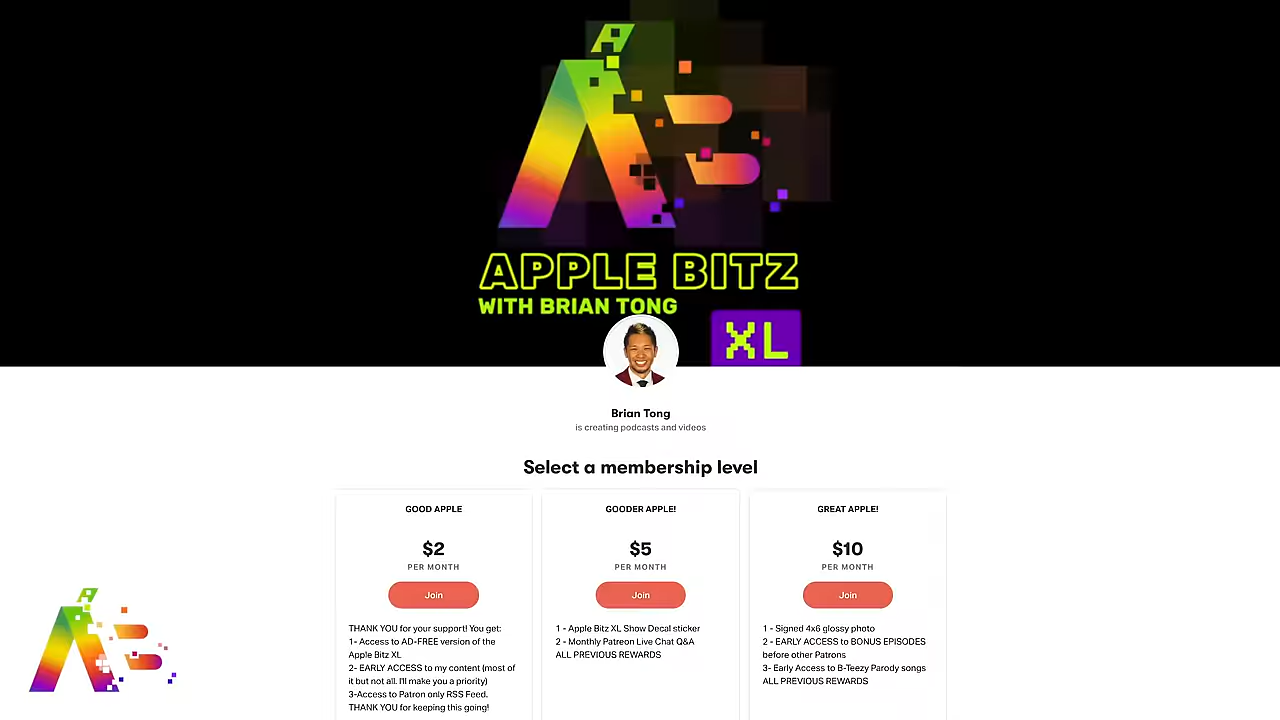 APPLE BITZ
WITH BRIAN TONG
XL
Brian Tong
is creating podcasts and videos
Select a membership level
GOOD APPLE
$2
PER MONTH
Join
THANK YOU for your support! You get:
1- Access to AD-FREE version of the
Apple Bitz XL
2- EARLY ACCESS to my content (most of
it but not all. I'll make you a priority)
3-Access to Patron only RSS Feed.
THANK YOU for keeping this going!
GOODER APPLE!
$5
PER MONTH
Join
1 - Apple Bitz XL Show Decal sticker
2 - Monthly Patreon Live Chat Q&A
ALL PREVIOUS REWARDS
GREAT APPLE!
$10
PER MONTH
Join
1 - Signed 4x6 glossy photo
2 - EARLY ACCESS to BONUS EPISODES
before other Patrons
3- Early Access to B-Teezy Parody songs
ALL PREVIOUS REWARDS